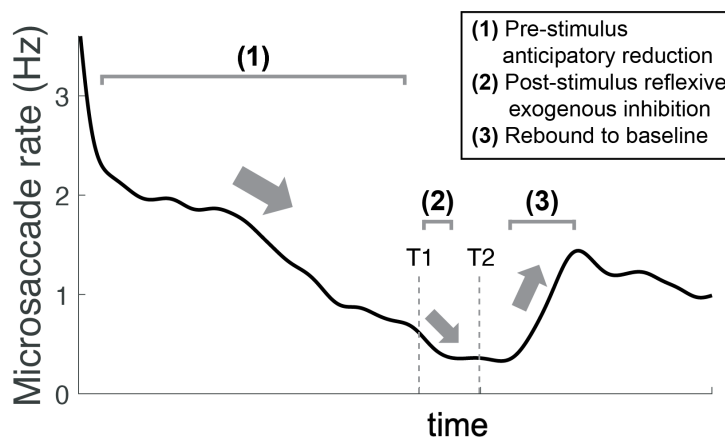 (1) Pre-stimulus
anticipatory reduction
(2) Post-stimulus reflexive
exogenous inhibition
(3) Rebound to baseline
Microsaccade rate (Hz)
3
2
1
0
(1)
(2)
(3)
T1
T2
time